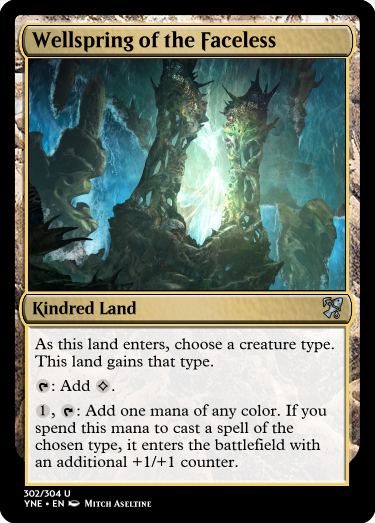 Wellspring of the Faceless
Kindred Land
As this land enters, choose a creature type.
This land gains that type.
: Add .
1, : Add one mana of any color. If you
spend this mana to cast a spell of the
chosen type, it enters the battlefield with
an additional +1/+1 counter.
302/304 U
YNE • EN Mitch Aseltine